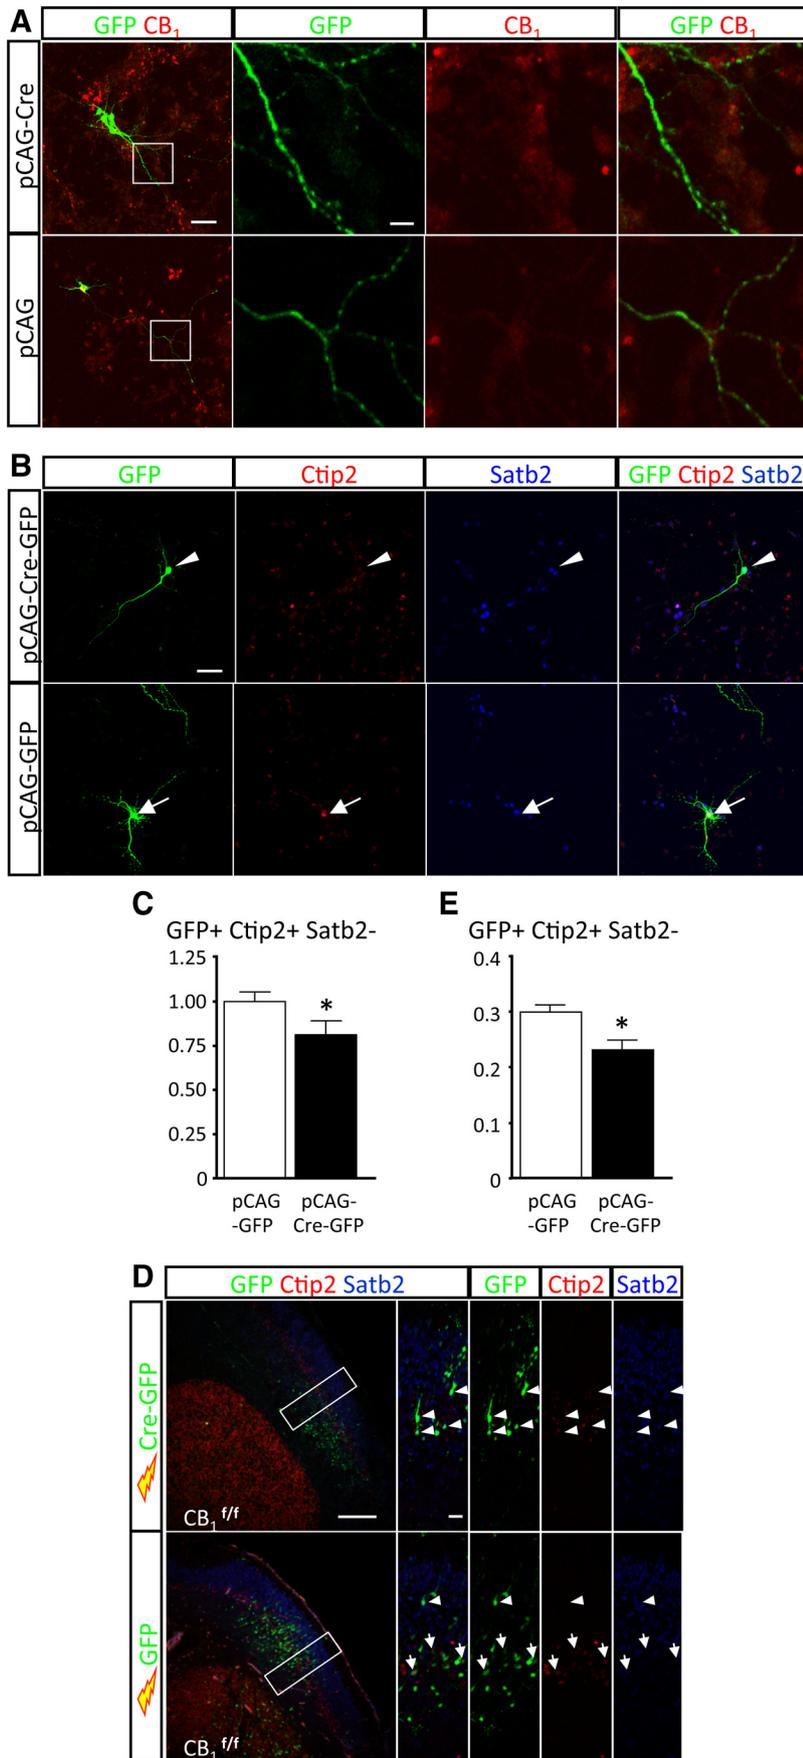 A
GFP CB1
GFP
CB1
GFP CB1
pCAG-Cre
pCAG
B
GFP
Ctip2
Satb2
GFP Ctip2 Satb2
pCAG-Cre-GFP
pCAG-GFP
C
GFP+ Ctip2+ Satb2-
1.25
1.00
*
0.75
0.50
0.25
0
pCAG
-GFP
pCAG-
Cre-GFP
E
GFP+ Ctip2+ Satb2-
0.4
0.3
*
0.2
0.1
0
pCAG
-GFP
pCAG-
Cre-GFP
D
GFP Ctip2 Satb2
GFP
Ctip2
Satb2
Cre-GFP
CB1 f/f
GFP
CB1 f/f